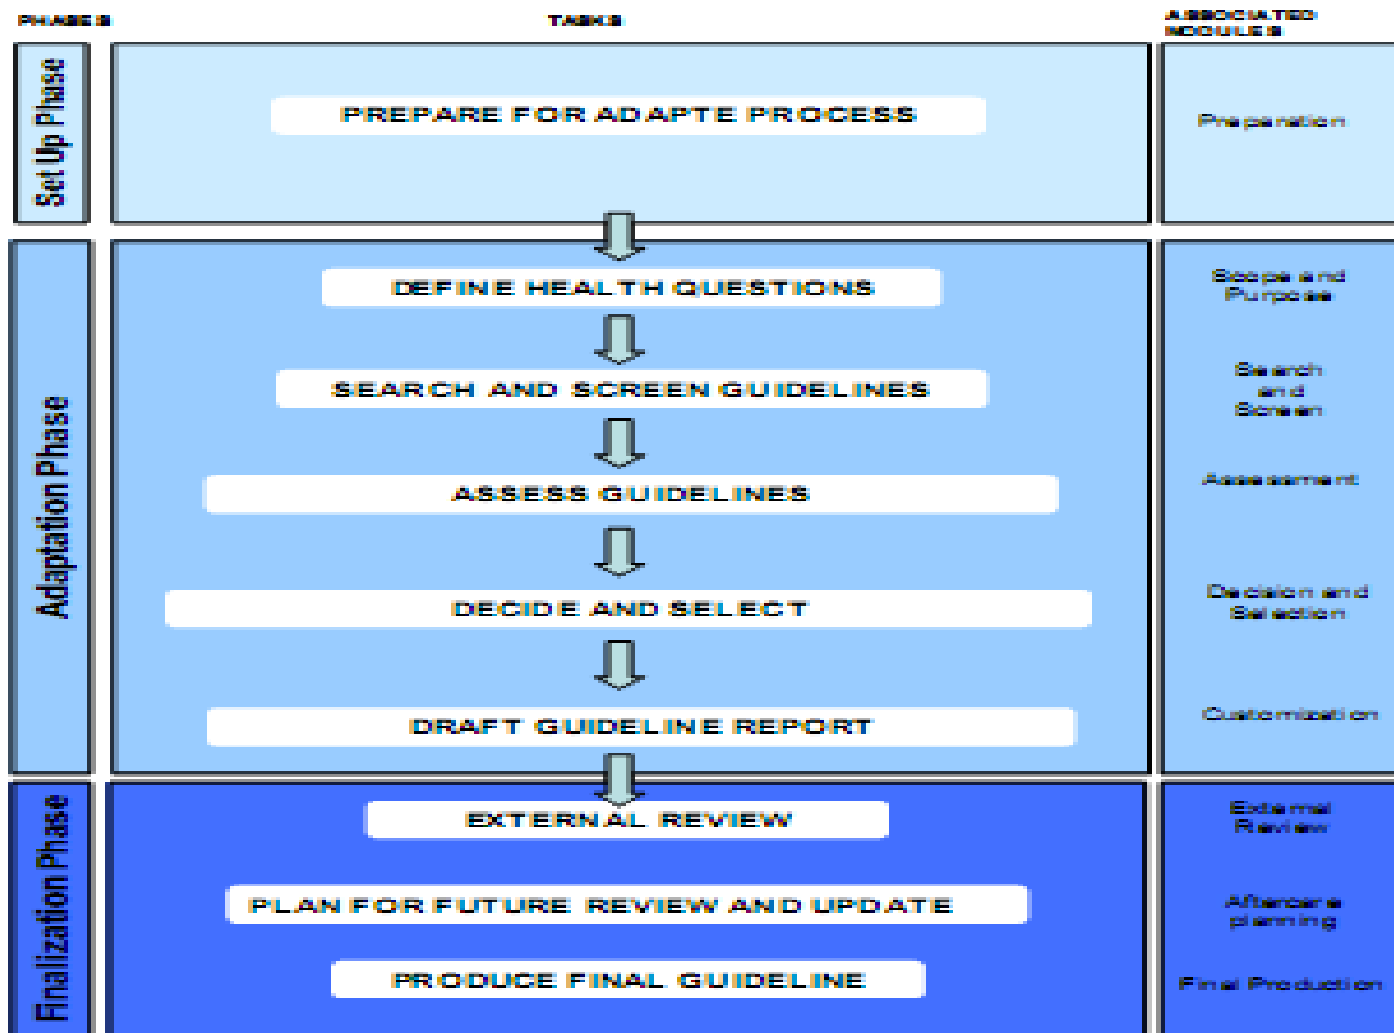 PHASES
TASKS
ASSOCIATED
MODULES
Set Up Phase
PREPARE FOR ADAPTE PROCESS
Preparation
Adaptation Phase
DEFINE HEALTH QUESTIONS
Scope and
Purpose
SEARCH AND SCREEN GUIDELINES
Search
and
Screen
ASSESS GUIDELINES
Assessment
DECIDE AND SELECT
Decision and
Selection
DRAFT GUIDELINE REPORT
Customization
Finalization Phase
EXTERNAL REVIEW
External
Review
PLAN FOR FUTURE REVIEW AND UPDATE
Aftercare
planning
PRODUCE FINAL GUIDELINE
Final Production